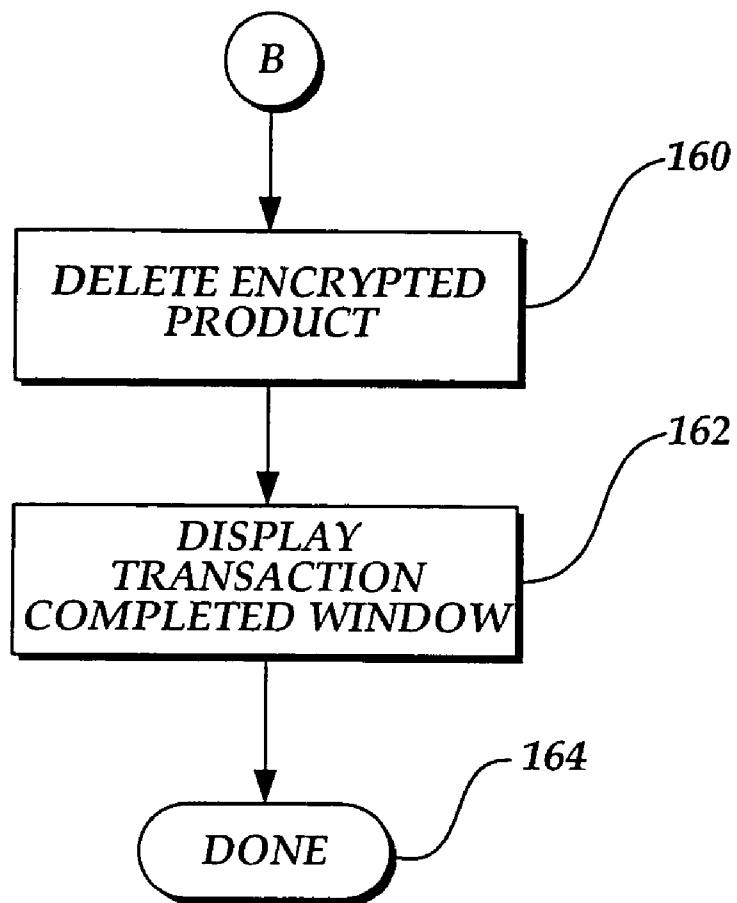 B
160
DELETE ENCRYPTED
PRODUCT
162
DISPLAY
TRANSACTION
COMPLETED WINDOW
164
DONE